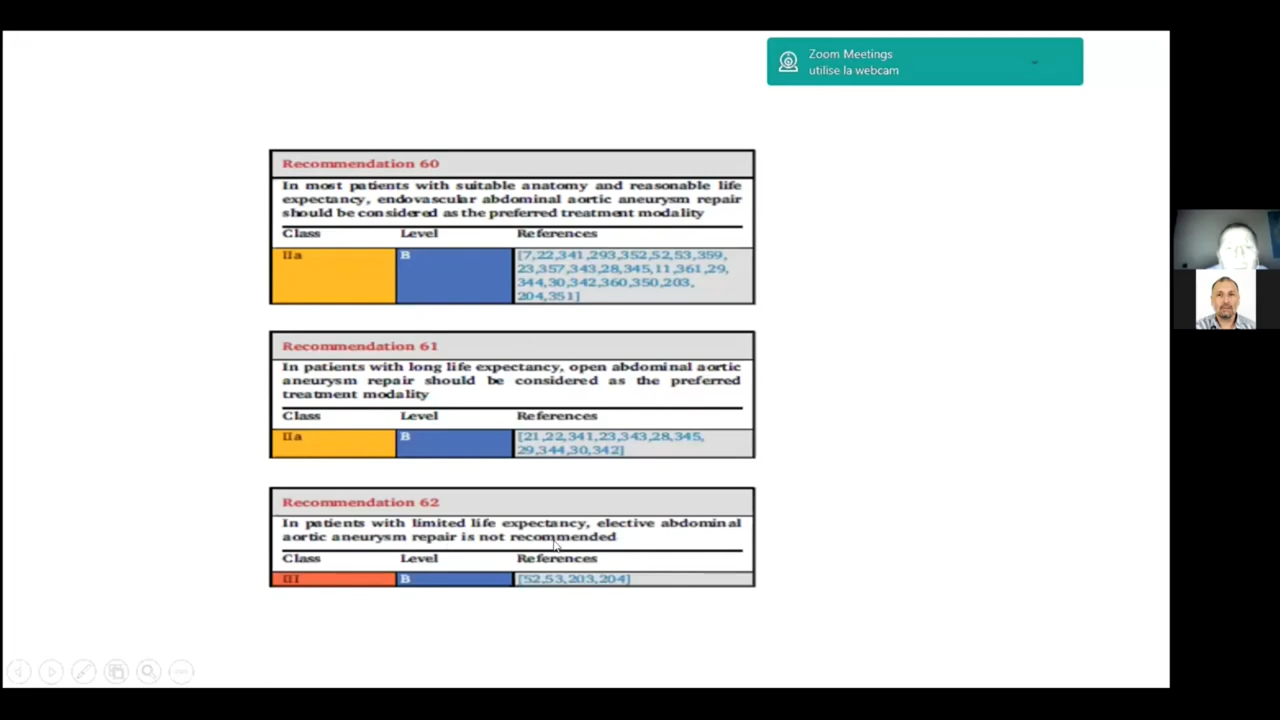 Zoom Meetings
utilise la webcam
Recommendation 60
In most patients with suitable anatomy and reasonable life
expectancy, endovascular abdominal aortic aneurysm repair
should be considered as the preferred treatment modality
Class Level References
IIa B [7,22,341,293,352,52,53,359,
23,357,343,28,345,11,361,29,
344,30,342,360,350,203,
204,351]
Recommendation 61
In patients with long life expectancy, open abdominal aortic
aneurysm repair should be considered as the preferred
treatment modality
Class Level References
IIa B [21,22,341,23,343,28,345,
29,344,30,342]
Recommendation 62
In patients with limited life expectancy, elective abdominal
aortic aneurysm repair is not recommended
Class Level References
III B [52,53,203,204]